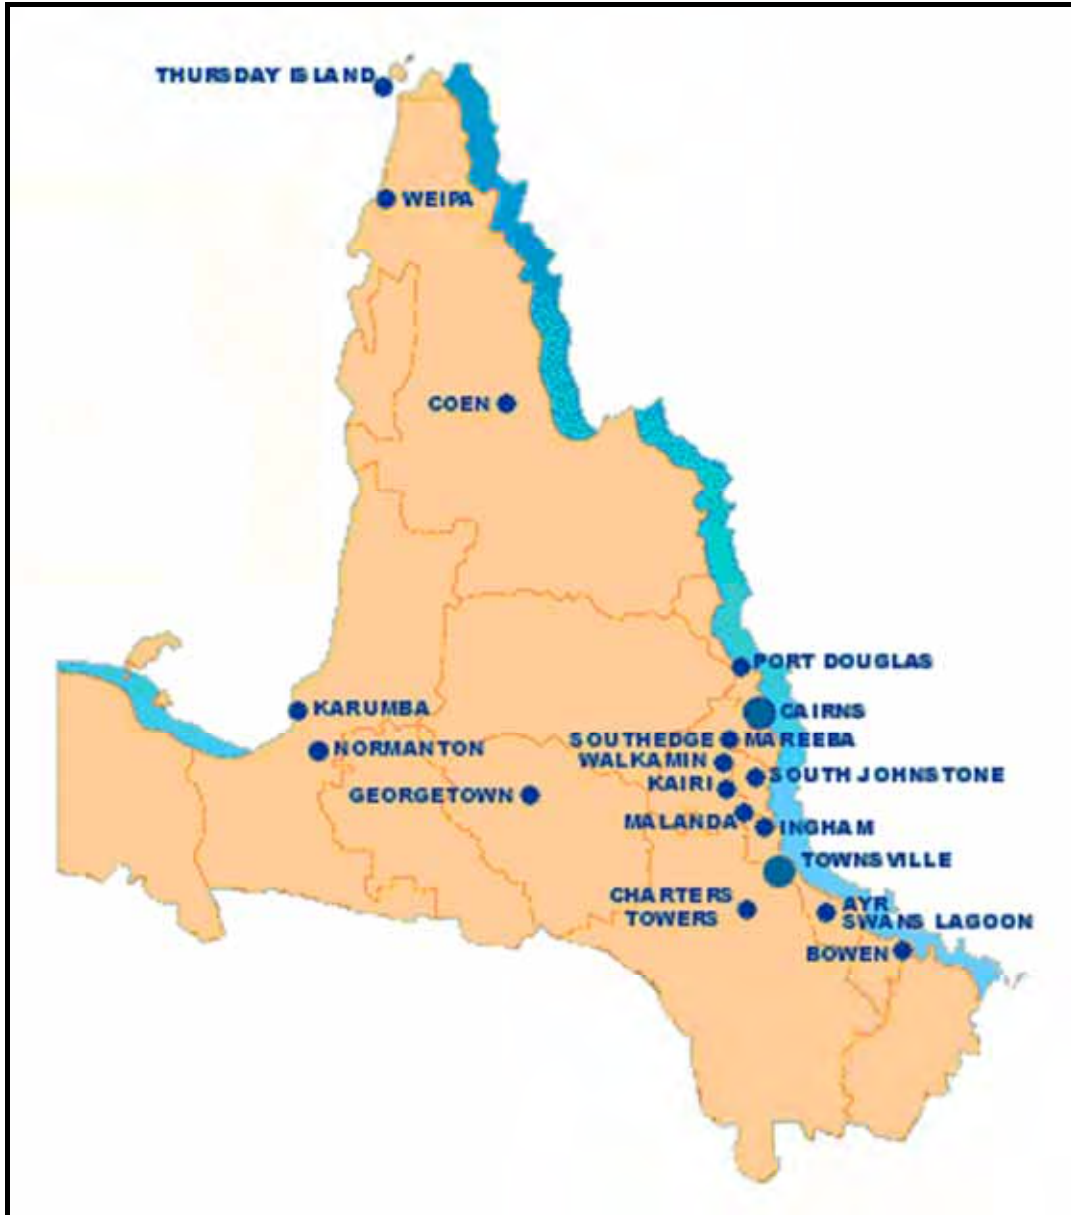 THURSDAY ISLAND
WEIPA
COEN
PORT DOUGLAS
KARUMBA
CAIRNS
NORMANTON
SOUTHEDGE
MAREEBA
WALKAMIN
SOUTH JOHNSTONE
KAIRI
GEORGETOWN
MALANDA
INGHAM
TOWNSVILLE
CHARTERS
TOWERS
AYR
SWANS LAGOON
BOWEN